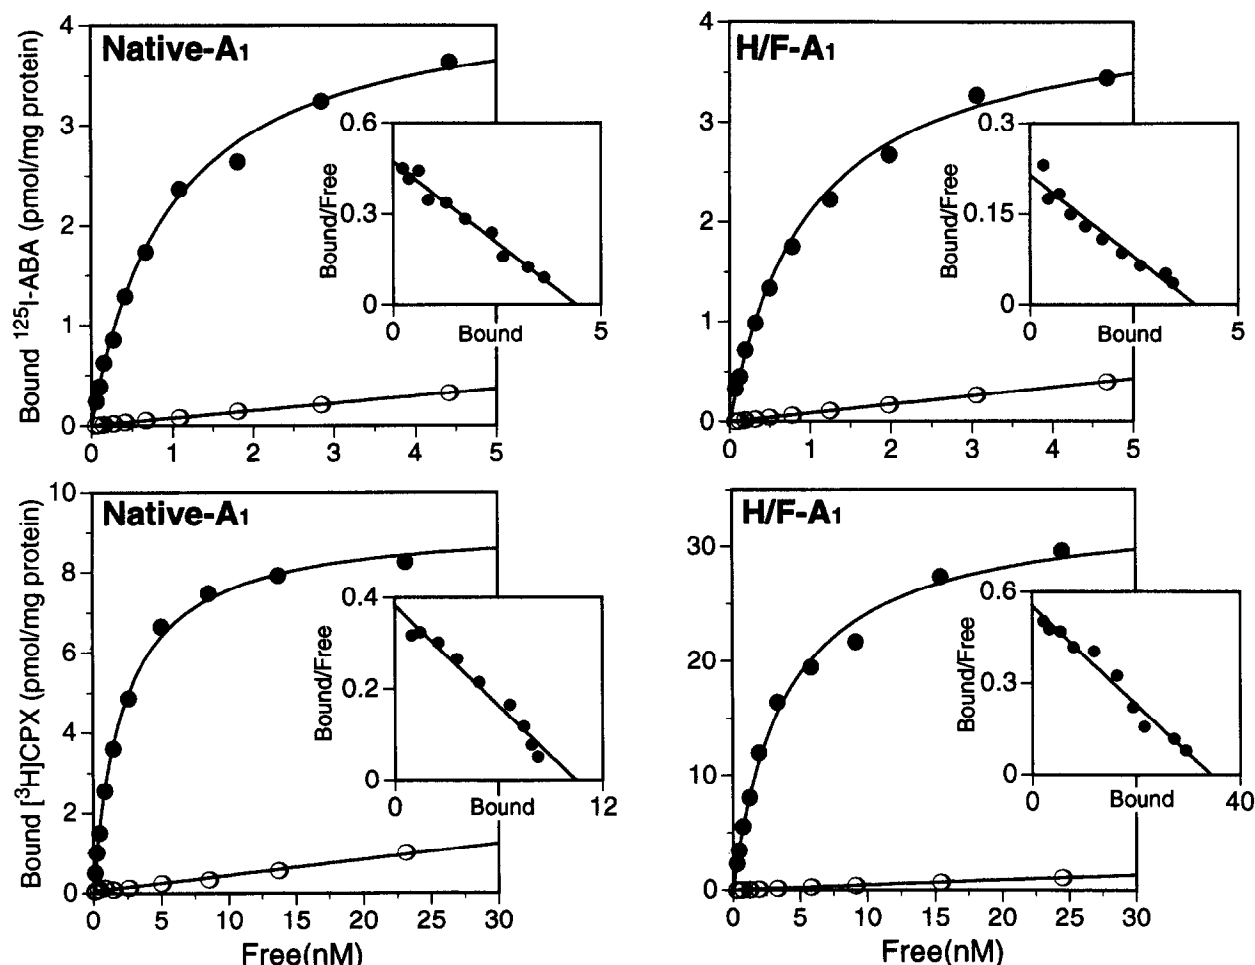 Native-A1
Bound 125I-ABA (pmol/mg protein)
4
3
2
1
0
0 1 2 3 4 5
Bound/Free
0.6
0.3
0
0 Bound 5
H/F-A1
4
3
2
1
0
0 1 2 3 4 5
Bound/Free
0.3
0.15
0
0 Bound 5
Native-A1
Bound [3H]CPX (pmol/mg protein)
10
8
6
4
2
0
0 5 10 15 20 25 30
Free(nM)
Bound/Free
0.4
0.2
0
0 Bound 12
H/F-A1
30
20
10
0
0 5 10 15 20 25 30
Free(nM)
Bound/Free
0.6
0.3
0
0 Bound 40